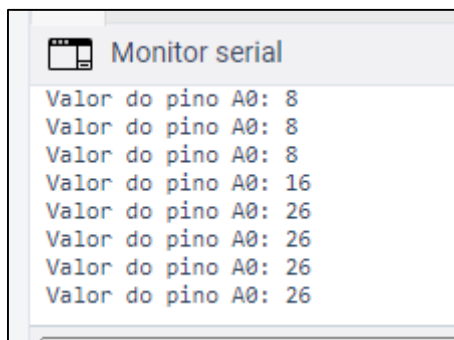 Monitor serial
Valor do pino A0: 8
Valor do pino A0: 8
Valor do pino A0: 8
Valor do pino A0: 16
Valor do pino A0: 26
Valor do pino A0: 26
Valor do pino A0: 26
Valor do pino A0: 26